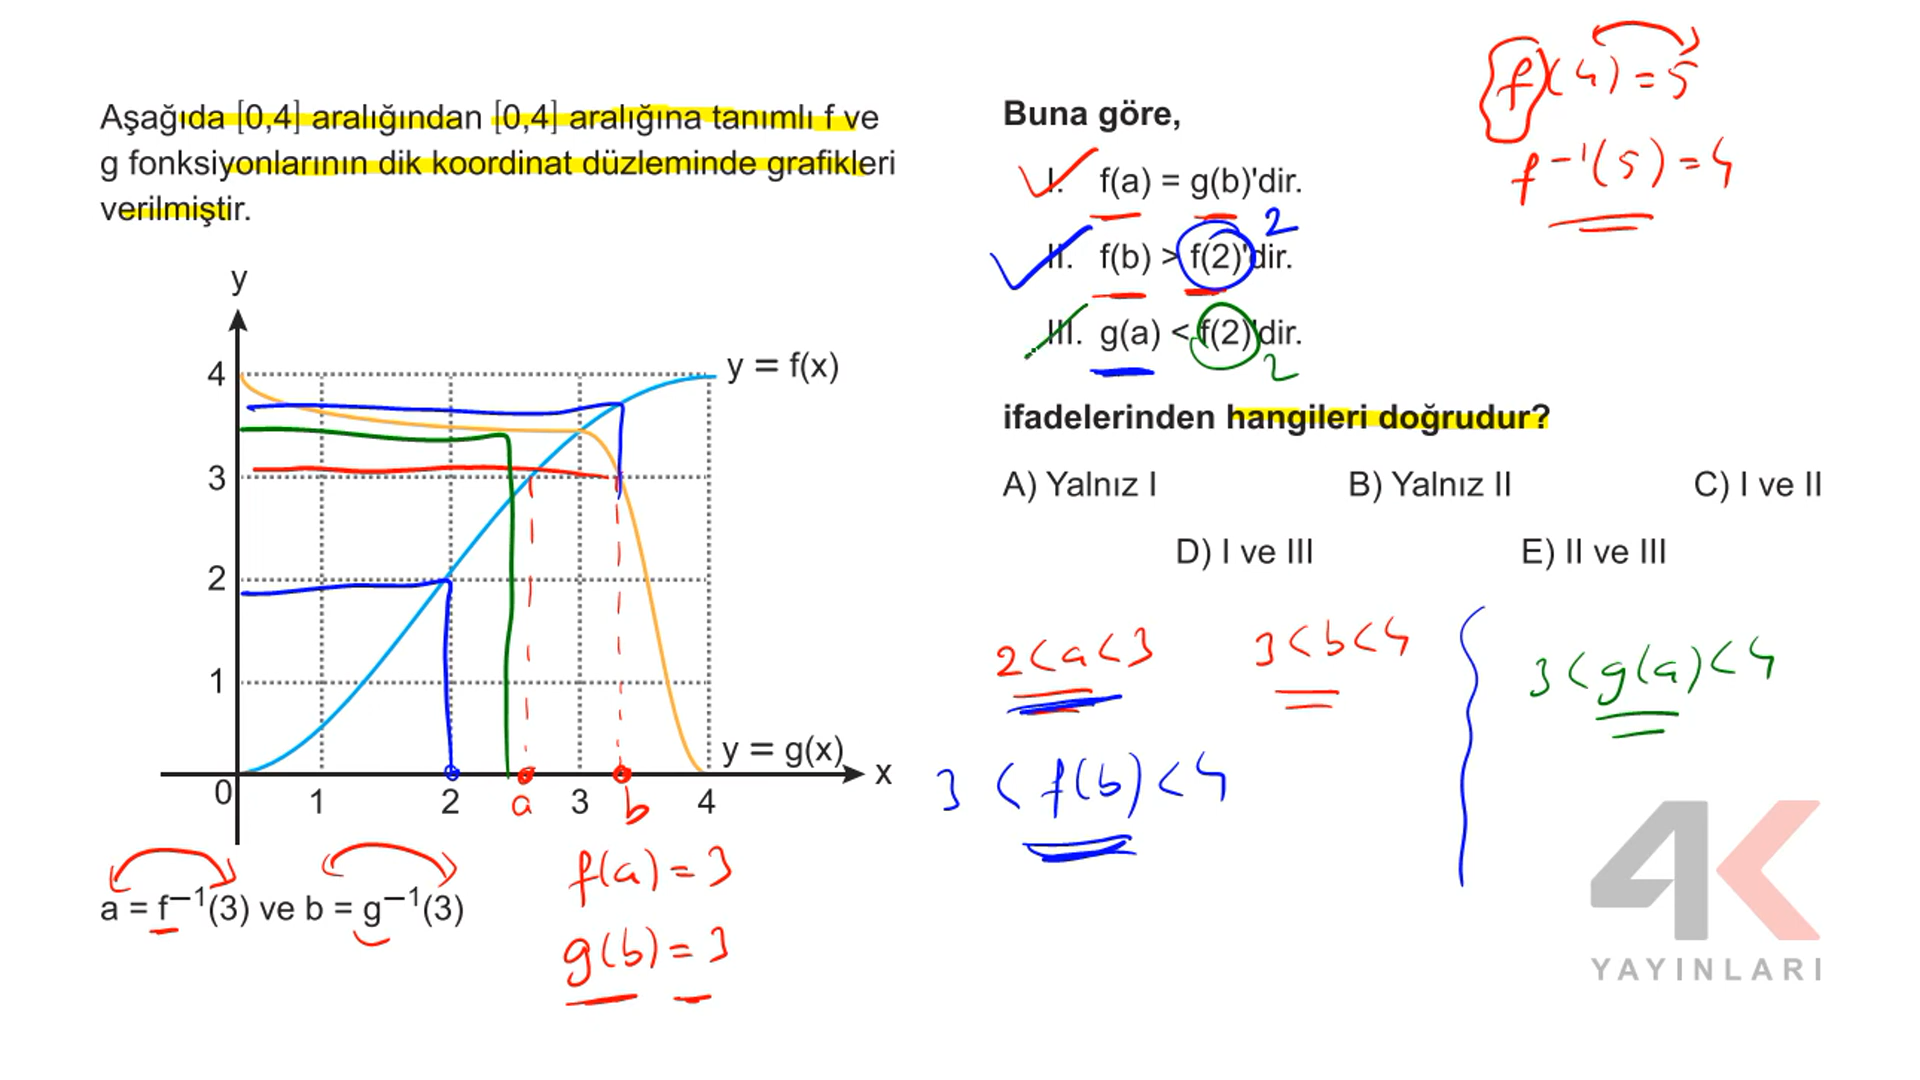 Aşağıda [0,4] aralığından [0,4] aralığına tanımlı f ve
g fonksiyonlarının dik koordinat düzleminde grafikleri
verilmiştir.
y
4
3
2
1
0
1
2
a
3
b
4
x
y = f(x)
y = g(x)
a = f⁻¹(3) ve b = g⁻¹(3)
f(a) = 3
g(b) = 3
Buna göre,
I. f(a) = g(b)'dir.
2
II. f(b) > f(2)'dir.
III. g(a) < f(2)'dir.
2
ifadelerinden hangileri doğrudur?
A) Yalnız I
B) Yalnız II
C) I ve II
D) I ve III
E) II ve III
f(4) = 5
f⁻¹(5) = 4
2 < a < 3
3 < b < 4
3 < g(a) < 4
3 < f(b) < 4
4K
YAYINLARI